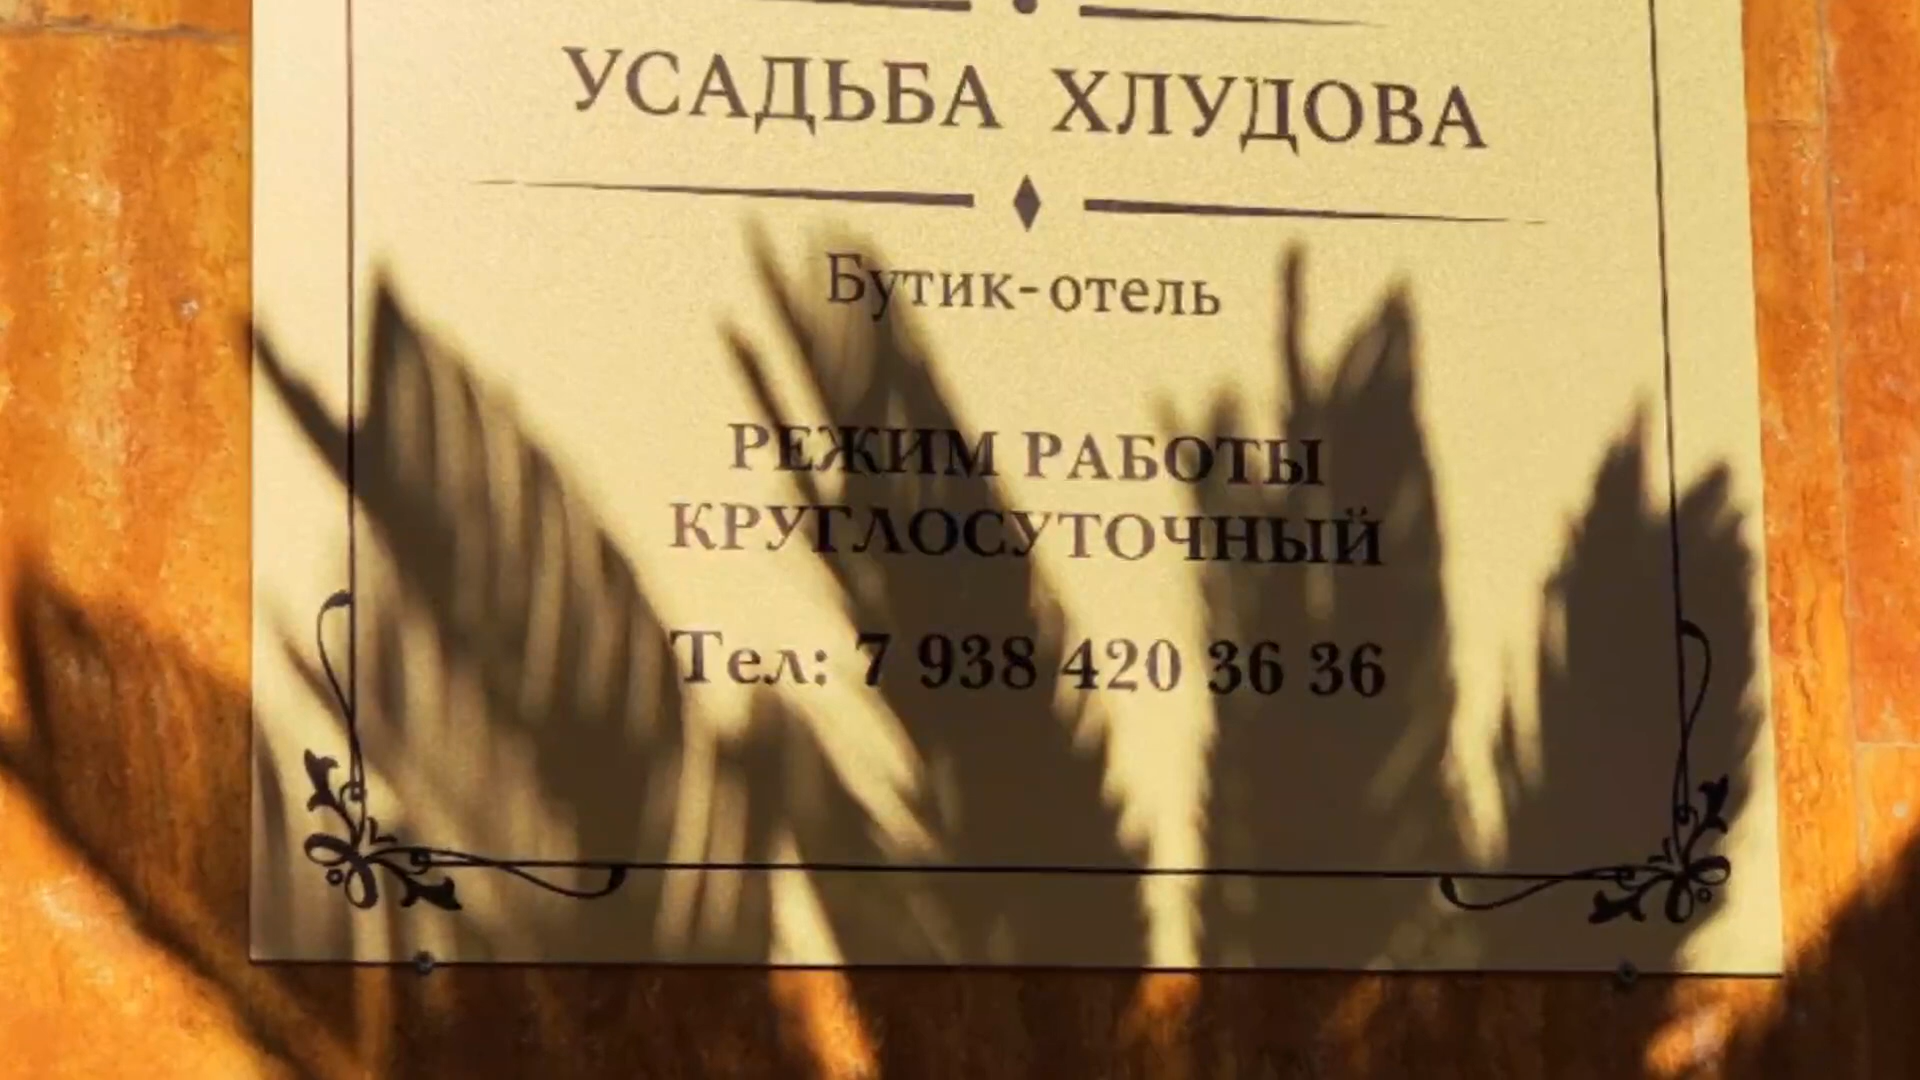 УСАДЬБА ХЛУДОВА
Бутик-отель
РЕЖИМ РАБОТЫ
КРУГЛОСУТОЧНЫЙ
Тел: 7 938 420 36 36